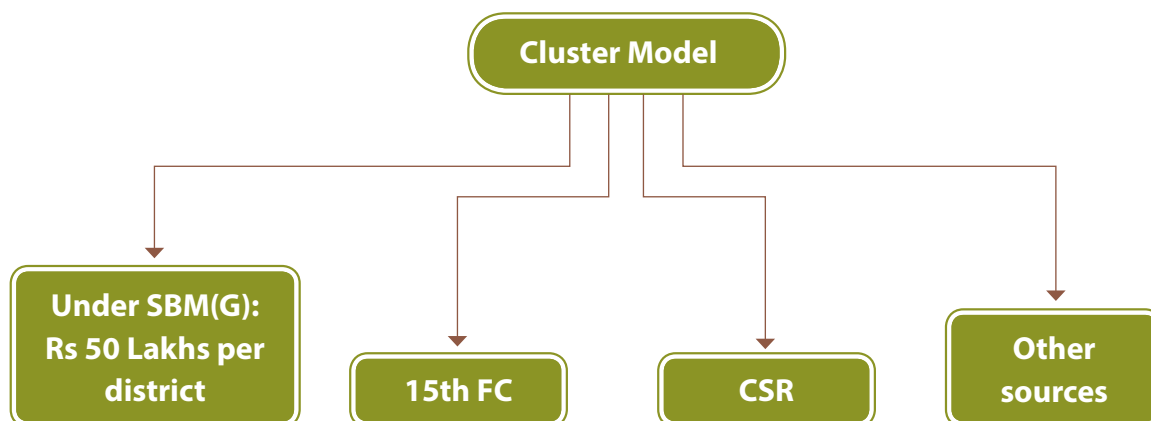 Cluster Model
Under SBM(G):
Rs 50 Lakhs per
district
15th FC
CSR
Other
sources